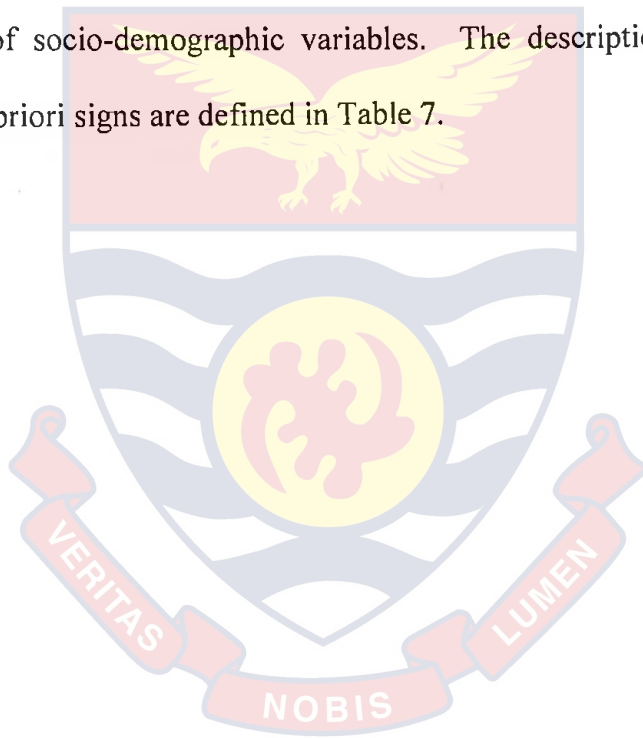 of socio-demographic variables. The descriptio
priori signs are defined in Table 7.
VERITAS
NOBIS
LUMEN